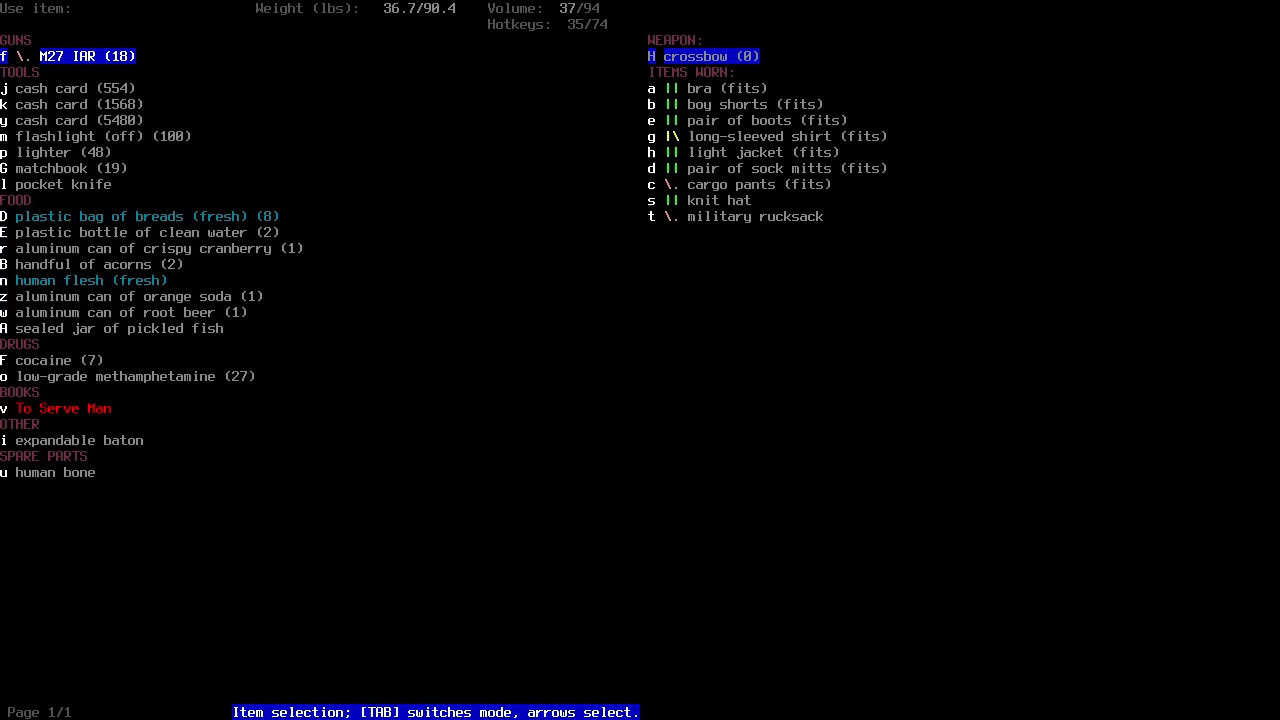 Use item: Weight (lbs): 36.7/90.4 Volume: 37/94
Hotkeys: 35/74
GUNS
f \. M27 IAR (18)
TOOLS
j cash card (554)
k cash card (1568)
y cash card (5480)
m flashlight (off) (100)
p lighter (48)
G matchbook (19)
l pocket knife
FOOD
D plastic bag of breads (fresh) (8)
E plastic bottle of clean water (2)
r aluminum can of crispy cranberry (1)
B handful of acorns (2)
n human flesh (fresh)
z aluminum can of orange soda (1)
w aluminum can of root beer (1)
A sealed jar of pickled fish
DRUGS
F cocaine (7)
o low-grade methamphetamine (27)
BOOKS
v To Serve Man
OTHER
i expandable baton
SPARE PARTS
u human bone
WEAPON:
H crossbow (0)
ITEMS WORN:
a || bra (fits)
b || boy shorts (fits)
e || pair of boots (fits)
g |\ long-sleeved shirt (fits)
h || light jacket (fits)
d || pair of sock mitts (fits)
c \. cargo pants (fits)
s || knit hat
t \. military rucksack
Page 1/1 Item selection; [TAB] switches mode, arrows select.